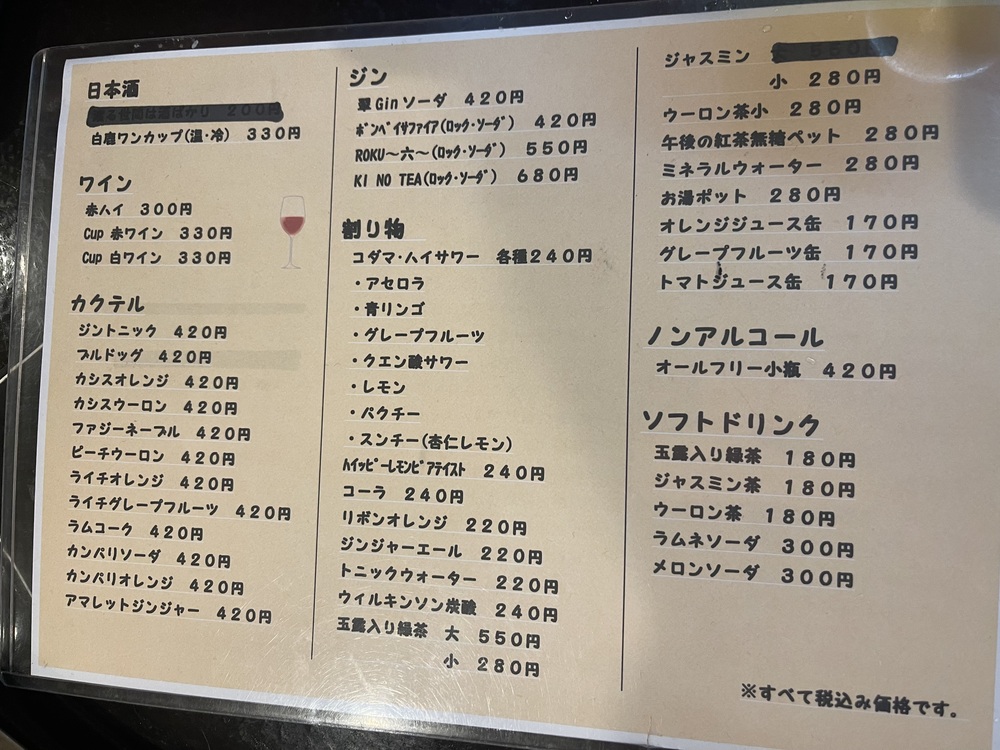 日本酒
白鹿ワンカップ(温・冷) 330円
ワイン
赤ハイ 300円
Cup 赤ワイン 330円
Cup 白ワイン 330円
カクテル
ジントニック 420円
ブルドッグ 420円
カシスオレンジ 420円
カシスウーロン 420円
ファジーネーブル 420円
ピーチウーロン 420円
ライチオレンジ 420円
ライチグレープフルーツ 420円
ラムコーク 420円
カンパリソーダ 420円
カンパリオレンジ 420円
アマレットジンジャー 420円
ジン
翠Ginソーダ 420円
ボンベイサファイア(ロック・ソーダ) 420円
ROKU〜六〜(ロック・ソーダ) 550円
KI NO TEA(ロック・ソーダ) 680円
割り物
コダマ・ハイサワー 各種240円
・アセロラ
・青リンゴ
・グレープフルーツ
・クエン酸サワー
・レモン
・パクチー
・スンチー(杏仁レモン)
ハイッピーレモンビアテイスト 240円
コーラ 240円
リボンオレンジ 220円
ジンジャーエール 220円
トニックウォーター 220円
ウィルキンソン炭酸 240円
玉露入り緑茶 大 550円
小 280円
ジャスミン
小 280円
ウーロン茶小 280円
午後の紅茶無糖ペット 280円
ミネラルウォーター 280円
お湯ポット 280円
オレンジジュース缶 170円
グレープフルーツ缶 170円
トマトジュース缶 170円
ノンアルコール
オールフリー小瓶 420円
ソフトドリンク
玉露入り緑茶 180円
ジャスミン茶 180円
ウーロン茶 180円
ラムネソーダ 300円
メロンソーダ 300円
※すべて税込み価格です。